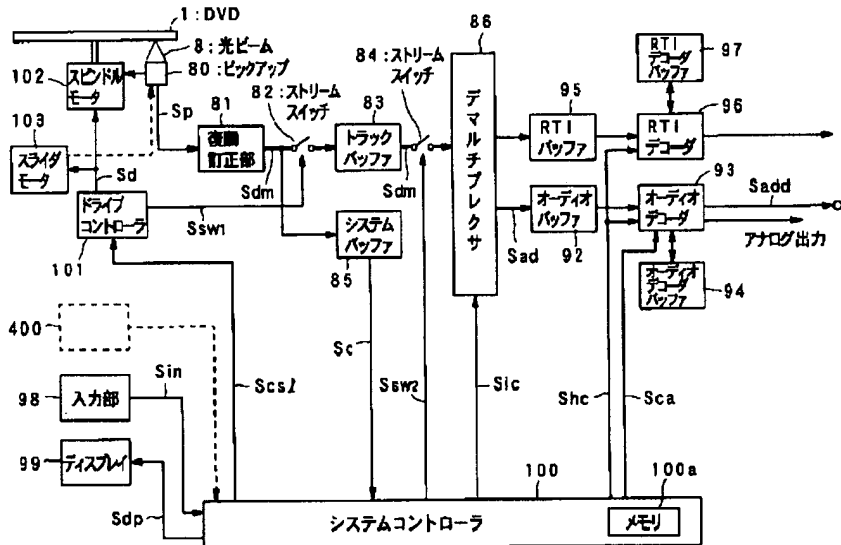 1:DVD
8:光ビーム
80:ピックアップ
102
スピンドル
モータ
103
スライダ
モータ
Sp
Sd
81
復調
訂正部
82:ストリーム
スイッチ
Sdm
83
トラック
バッファ
84:ストリーム
スイッチ
Sdm
86
デマルチプレクサ
95
RTI
バッファ
RTI
デコーダ
バッファ
97
96
RTI
デコーダ
ドライブ
コントローラ
101
Ssw1
システム
バッファ
85
Sad
オーディオ
バッファ
92
93
オーディオ
デコーダ
Sadd
アナログ出力
オーディオ
デコーダ
バッファ
94
400
Sin
98
入力部
99
ディスプレイ
Sdp
Scsl
Sc
Ssw2
Sic
Shc
Sca
100
システムコントローラ
100a
メモリ